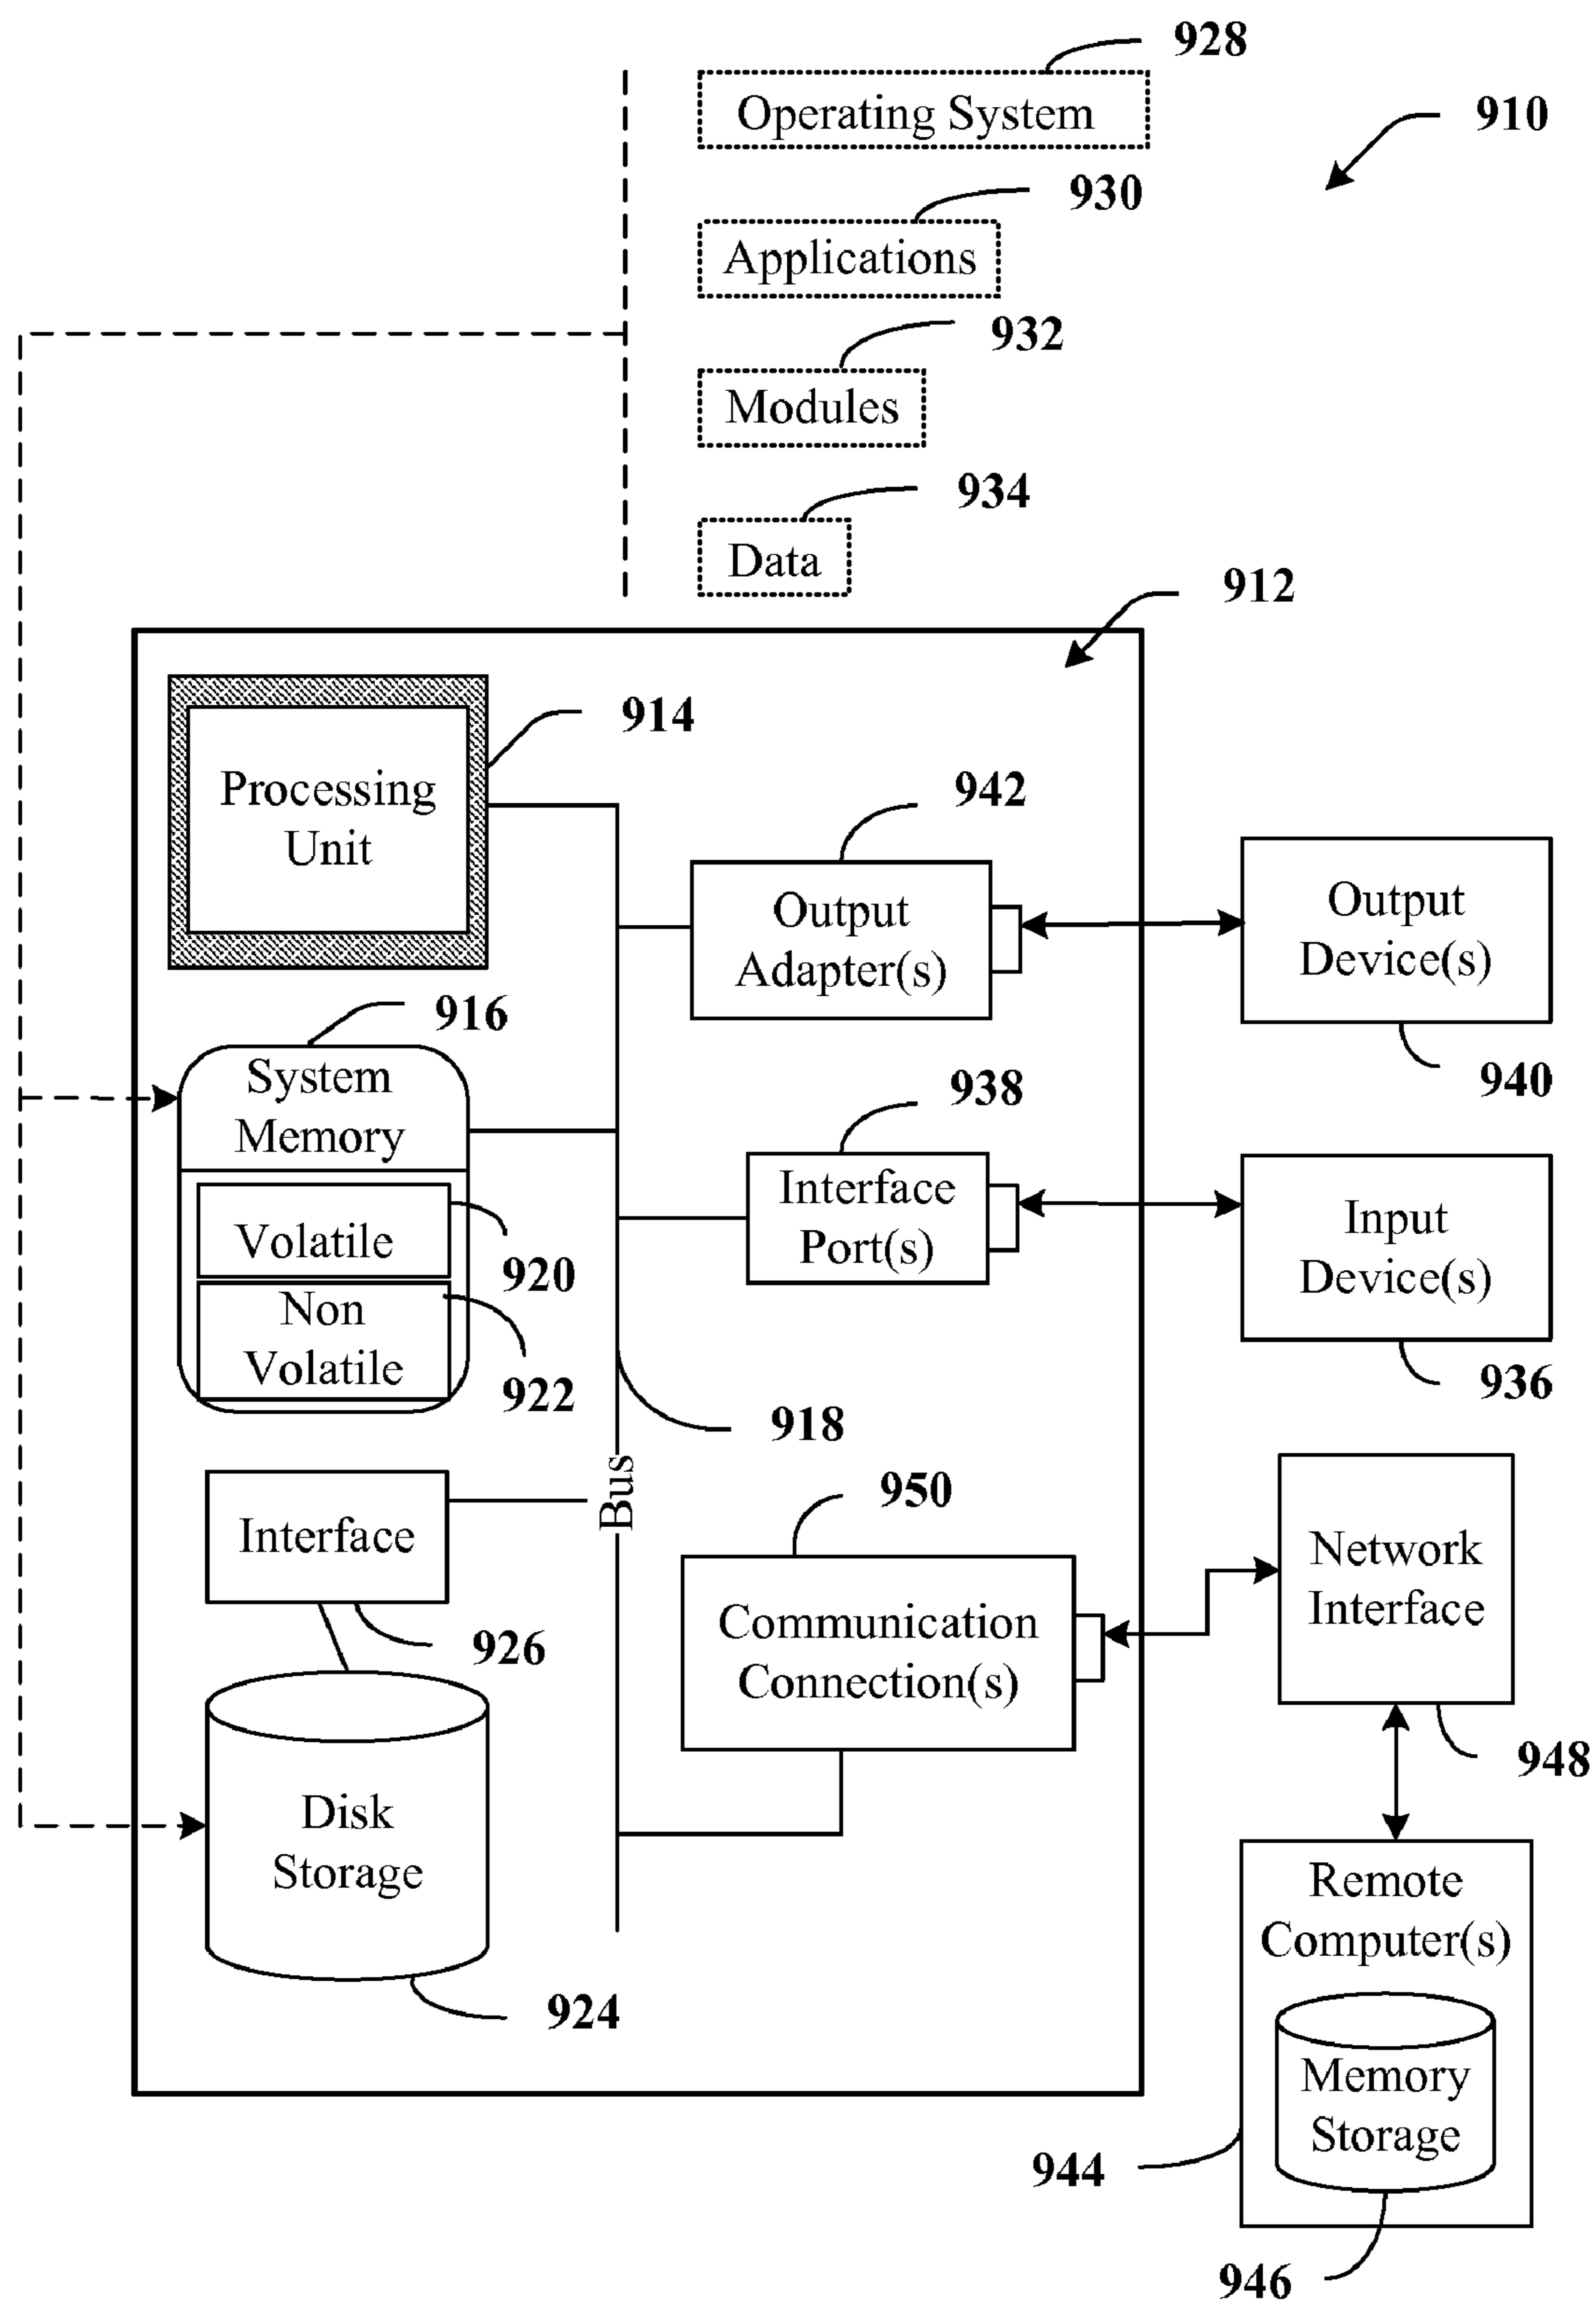 928
Operating System
910
930
Applications
932
Modules
934
Data
912
914
Processing
Unit
942
Output
Adapter(s)
Output
Device(s)
940
916
System
Memory
938
Interface
Port(s)
Input
Device(s)
936
Volatile
920
Non
Volatile
922
918
Bus
Interface
926
950
Communication
Connection(s)
Network
Interface
948
Disk
Storage
924
Remote
Computer(s)
Memory
Storage
944
946